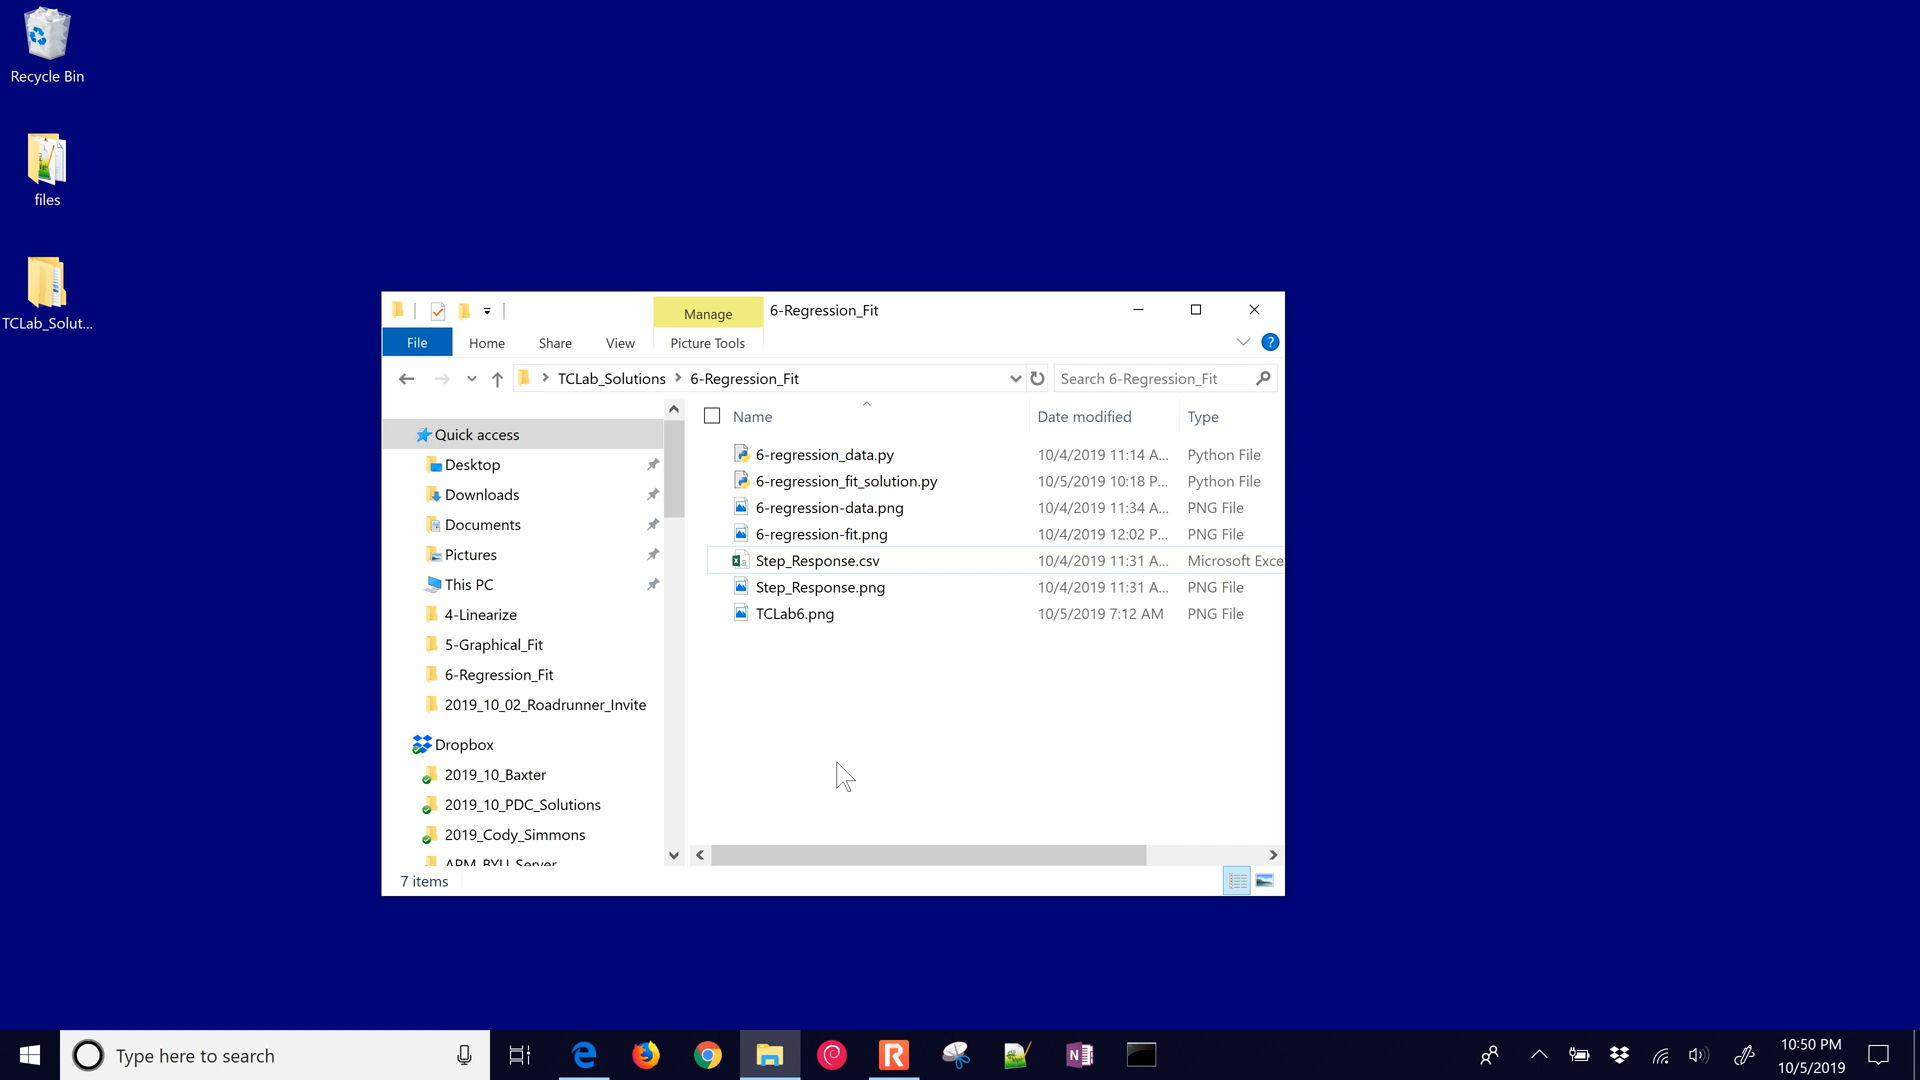 Recycle Bin
files
TCLab_Solut...
Manage
6-Regression_Fit
File
Home
Share
View
Picture Tools
TCLab_Solutions
6-Regression_Fit
Search 6-Regression_Fit
Name
Date modified
Type
Quick access
Desktop
Downloads
Documents
Pictures
This PC
4-Linearize
5-Graphical_Fit
6-Regression_Fit
2019_10_02_Roadrunner_Invite
Dropbox
2019_10_Baxter
2019_10_PDC_Solutions
2019_Cody_Simmons
APM_BYU_Server
6-regression_data.py 10/4/2019 11:14 A... Python File
6-regression_fit_solution.py 10/5/2019 10:18 P... Python File
6-regression-data.png 10/4/2019 11:34 A... PNG File
6-regression-fit.png 10/4/2019 12:02 P... PNG File
Step_Response.csv 10/4/2019 11:31 A... Microsoft Exce
Step_Response.png 10/4/2019 11:31 A... PNG File
TCLab6.png 10/5/2019 7:12 AM PNG File
7 items
Type here to search
10:50 PM
10/5/2019